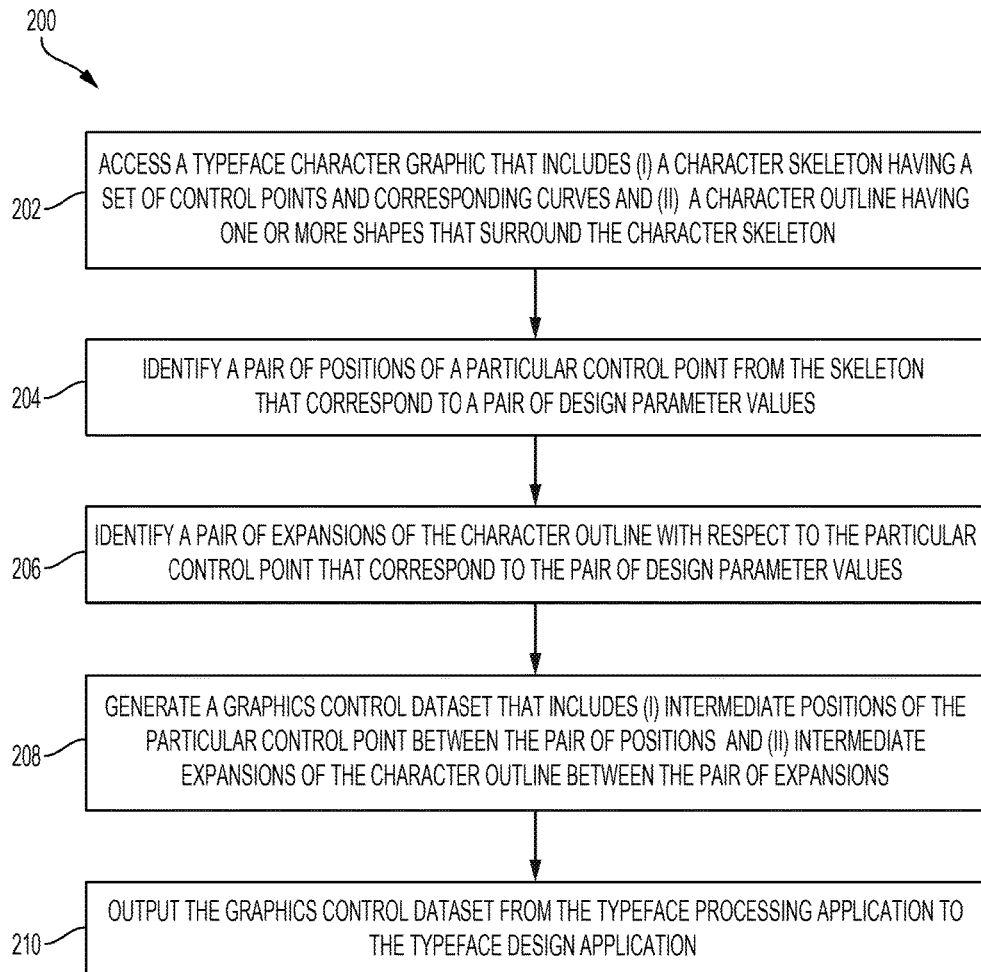 200
ACCESS A TYPEFACE CHARACTER GRAPHIC THAT INCLUDES (I) A CHARACTER SKELETON HAVING A
202
SET OF CONTROL POINTS AND CORRESPONDING CURVES AND (II) A CHARACTER OUTLINE HAVING
ONE OR MORE SHAPES THAT SURROUND THE CHARACTER SKELETON
IDENTIFY A PAIR OF POSITIONS OF A PARTICULAR CONTROL POINT FROM THE SKELETON
204
THAT CORRESPOND TO A PAIR OF DESIGN PARAMETER VALUES
IDENTIFY A PAIR OF EXPANSIONS OF THE CHARACTER OUTLINE WITH RESPECT TO THE PARTICULAR
206
CONTROL POINT THAT CORRESPOND TO THE PAIR OF DESIGN PARAMETER VALUES
GENERATE A GRAPHICS CONTROL DATASET THAT INCLUDES (I) INTERMEDIATE POSITIONS OF THE
208
PARTICULAR CONTROL POINT BETWEEN THE PAIR OF POSITIONS AND (II) INTERMEDIATE
EXPANSIONS OF THE CHARACTER OUTLINE BETWEEN THE PAIR OF EXPANSIONS
OUTPUT THE GRAPHICS CONTROL DATASET FROM THE TYPEFACE PROCESSING APPLICATION TO
210
THE TYPEFACE DESIGN APPLICATION